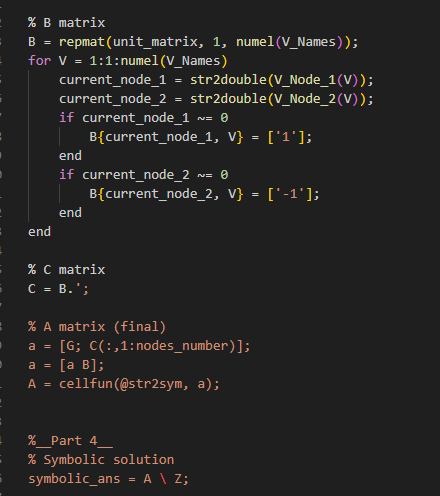 % B matrix
B = repmat(unit_matrix, 1, numel(V_Names));
for V = 1:1:numel(V_Names)
current_node_1 = str2double(V_Node_1(V));
current_node_2 = str2double(V_Node_2(V));
if current_node_1 ~= 0
B{current_node_1, V} = ['1'];
end
if current_node_2 ~= 0
B{current_node_2, V} = ['-1'];
end
end
% C matrix
C = B.';
% A matrix (final)
a = [G; C(:,1:nodes_number)];
a = [a B];
A = cellfun(@str2sym, a);
%__Part 4__
% Symbolic solution
symbolic_ans = A \ Z;